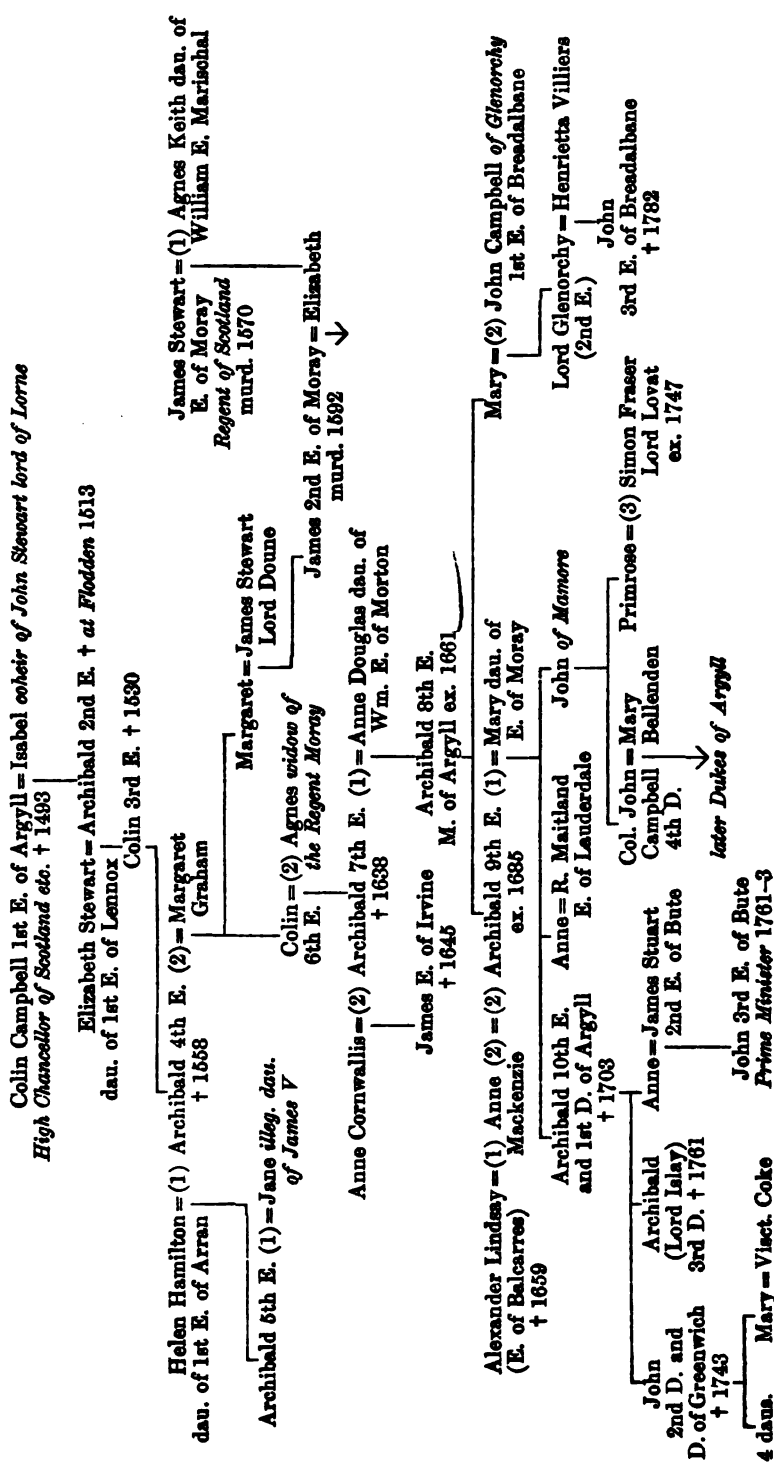 Colin Campbell 1st E. of Argyll = Isabel coheir of John Stewart lord of Lorne
High Chancellor of Scotland etc. † 1493
Elizabeth Stewart = Archibald 2nd E. † at Flodden 1513
dau. of 1st E. of Lennox
Colin 3rd E. † 1530
James Stewart = (1) Agnes Keith dau. of
E. of Moray William E. Marischal
Regent of Scotland
murd. 1570
Helen Hamilton = (1) Archibald 4th E. (2) = Margaret
dau. of 1st E. of Arran † 1558 Graham
Margaret = James Stewart
Lord Doune
Archibald 5th E. (1) = Jane illeg. dau.
of James V
Colin = (2) Agnes widow of
6th E. the Regent Moray
James 2nd E. of Moray = Elizabeth
murd. 1592
Anne Cornwallis = (2) Archibald 7th E. (1) = Anne Douglas dau. of
† 1638 Wm. E. of Morton
James E. of Irvine
† 1645
Archibald 8th E.
M. of Argyll ex. 1661
Alexander Lindsay = (1) Anne (2) = (2) Archibald 9th E. (1) = Mary dau. of
(E. of Balcarres) Mackenzie ex. 1685 E. of Moray
† 1659
Mary = (2) John Campbell of Glenorchy
1st E. of Breadalbane
Archibald 10th E.
and 1st D. of Argyll
† 1703
Anne = R. Maitland
E. of Lauderdale
John of Mamore
Lord Glenorchy = Henrietta Villiers
(2nd E.)
John
3rd E. of Breadalbane
† 1782
John
2nd D. and
D. of Greenwich
† 1743
Archibald
(Lord Islay)
3rd D. † 1761
Anne = James Stuart
2nd E. of Bute
Col. John = Mary
Campbell Bellenden
4th D.
Primrose = (3) Simon Fraser
Lord Lovat
ex. 1747
later Dukes of Argyll
4 daus. Mary = Visct. Coke
John 3rd E. of Bute
Prime Minister 1761-3